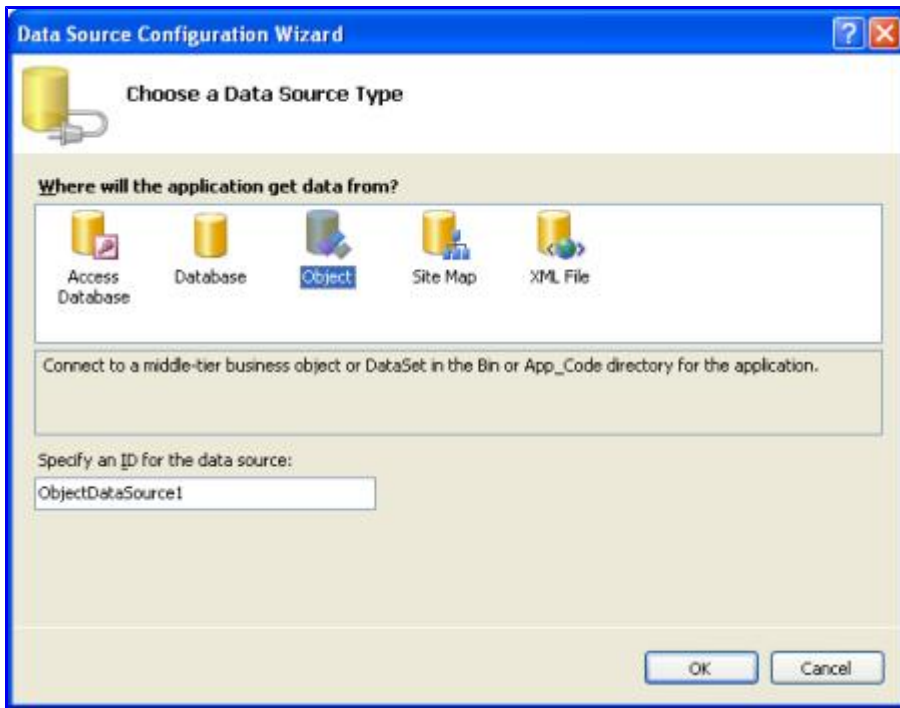 Data Source Configuration Wizard
Choose a Data Source Type
Where will the application get data from?
Access Database
Database
Object
Site Map
XML File
Connect to a middle-tier business object or DataSet in the Bin or App_Code directory for the application.
Specify an ID for the data source:
ObjectDataSource1
OK
Cancel